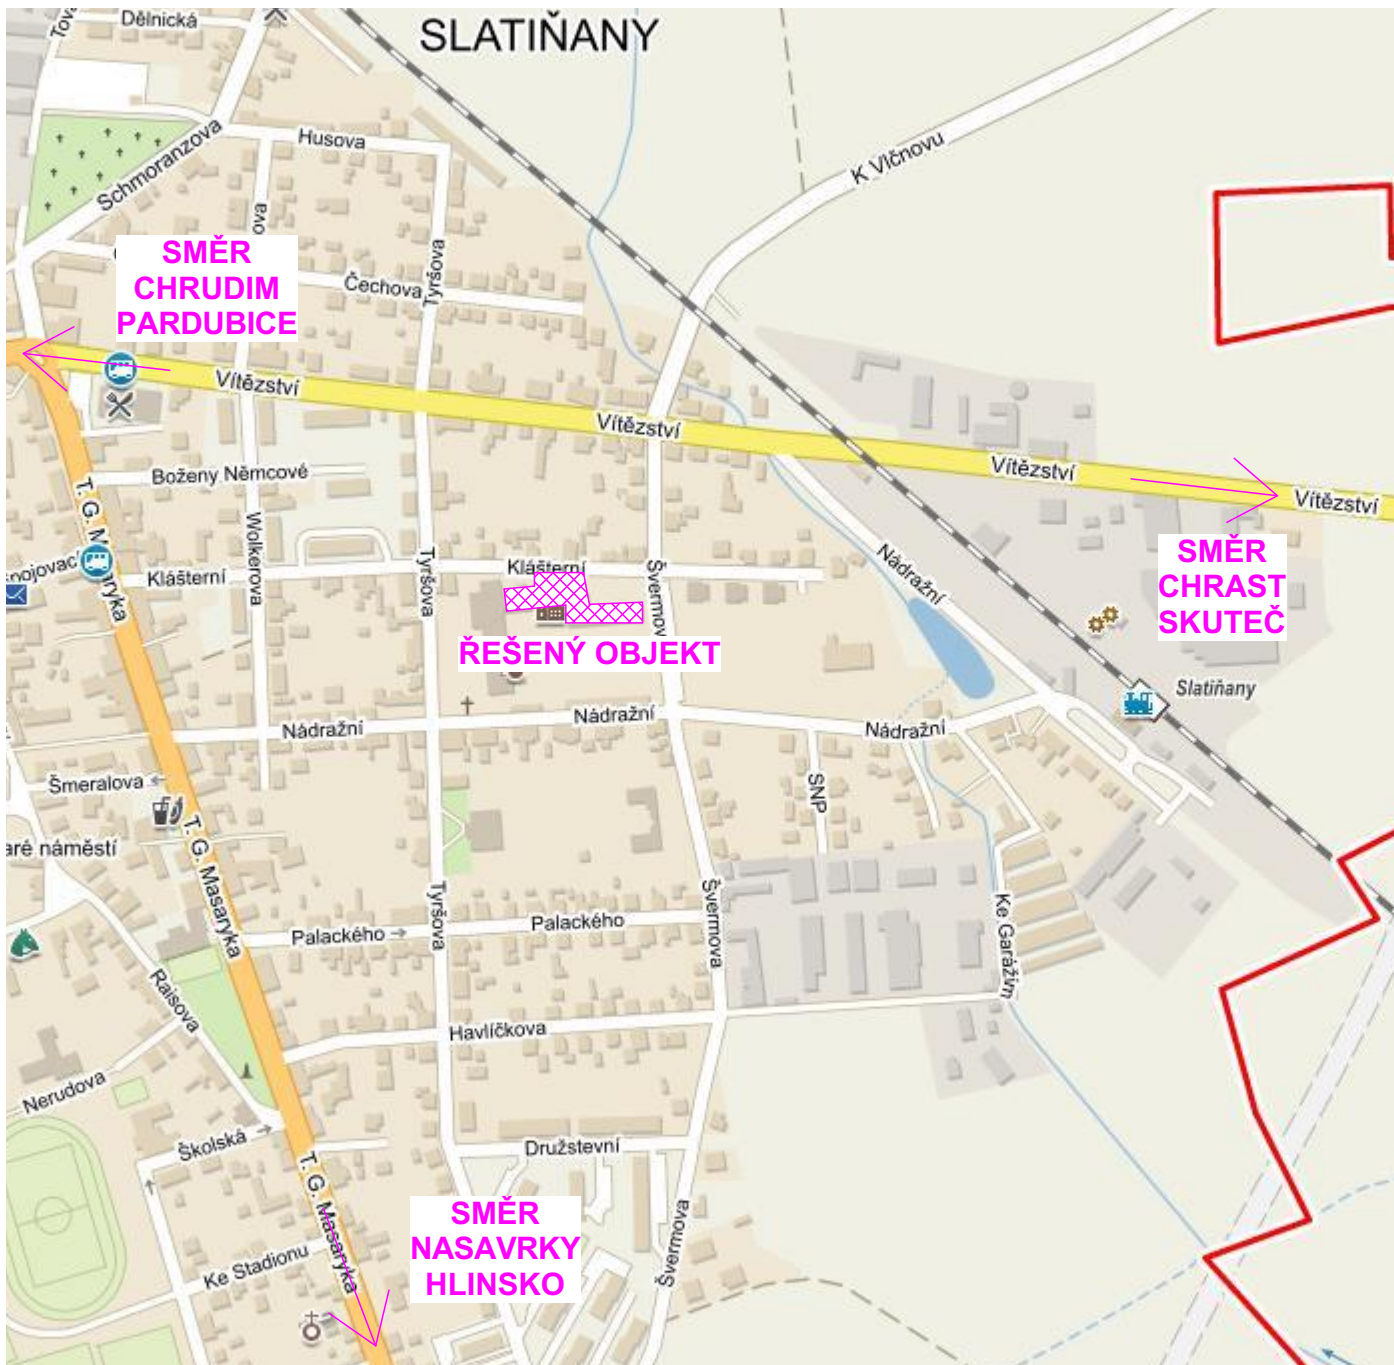 Dělnická
SLATIŇANY
Husova
Schmoranzova
K Vlčnovu
SMĚR
CHRUDIM
PARDUBICE
Tyršova
Čechova
Vítězství
Vítězství
Vítězství
Vítězství
Boženy Němcové
T. G. Masaryka
Wolkerova
Klášterní
Klášterní
Tyršova
Nádražní
SMĚR
CHRAST
SKUTEČ
ŘEŠENÝ OBJEKT
Slatiňany
Nádražní
Nádražní
Nádražní
Šmeralova
SNP
aré náměstí
T. G. Masaryka
Tyršova
Švermova
Palackého
Palackého
Ke Garážím
Raisova
Havlíčkova
Nerudova
Školská
Družstevní
T. G. Masaryka
SMĚR
NASAVRKY
HLINSKO
Švermova
Ke Stadionu